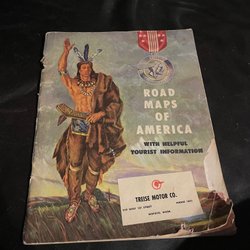 ROAD
MAPS
OF
AMERICA
WITH HELPFUL
TOURIST INFORMATION
TREISE MOTOR CO.